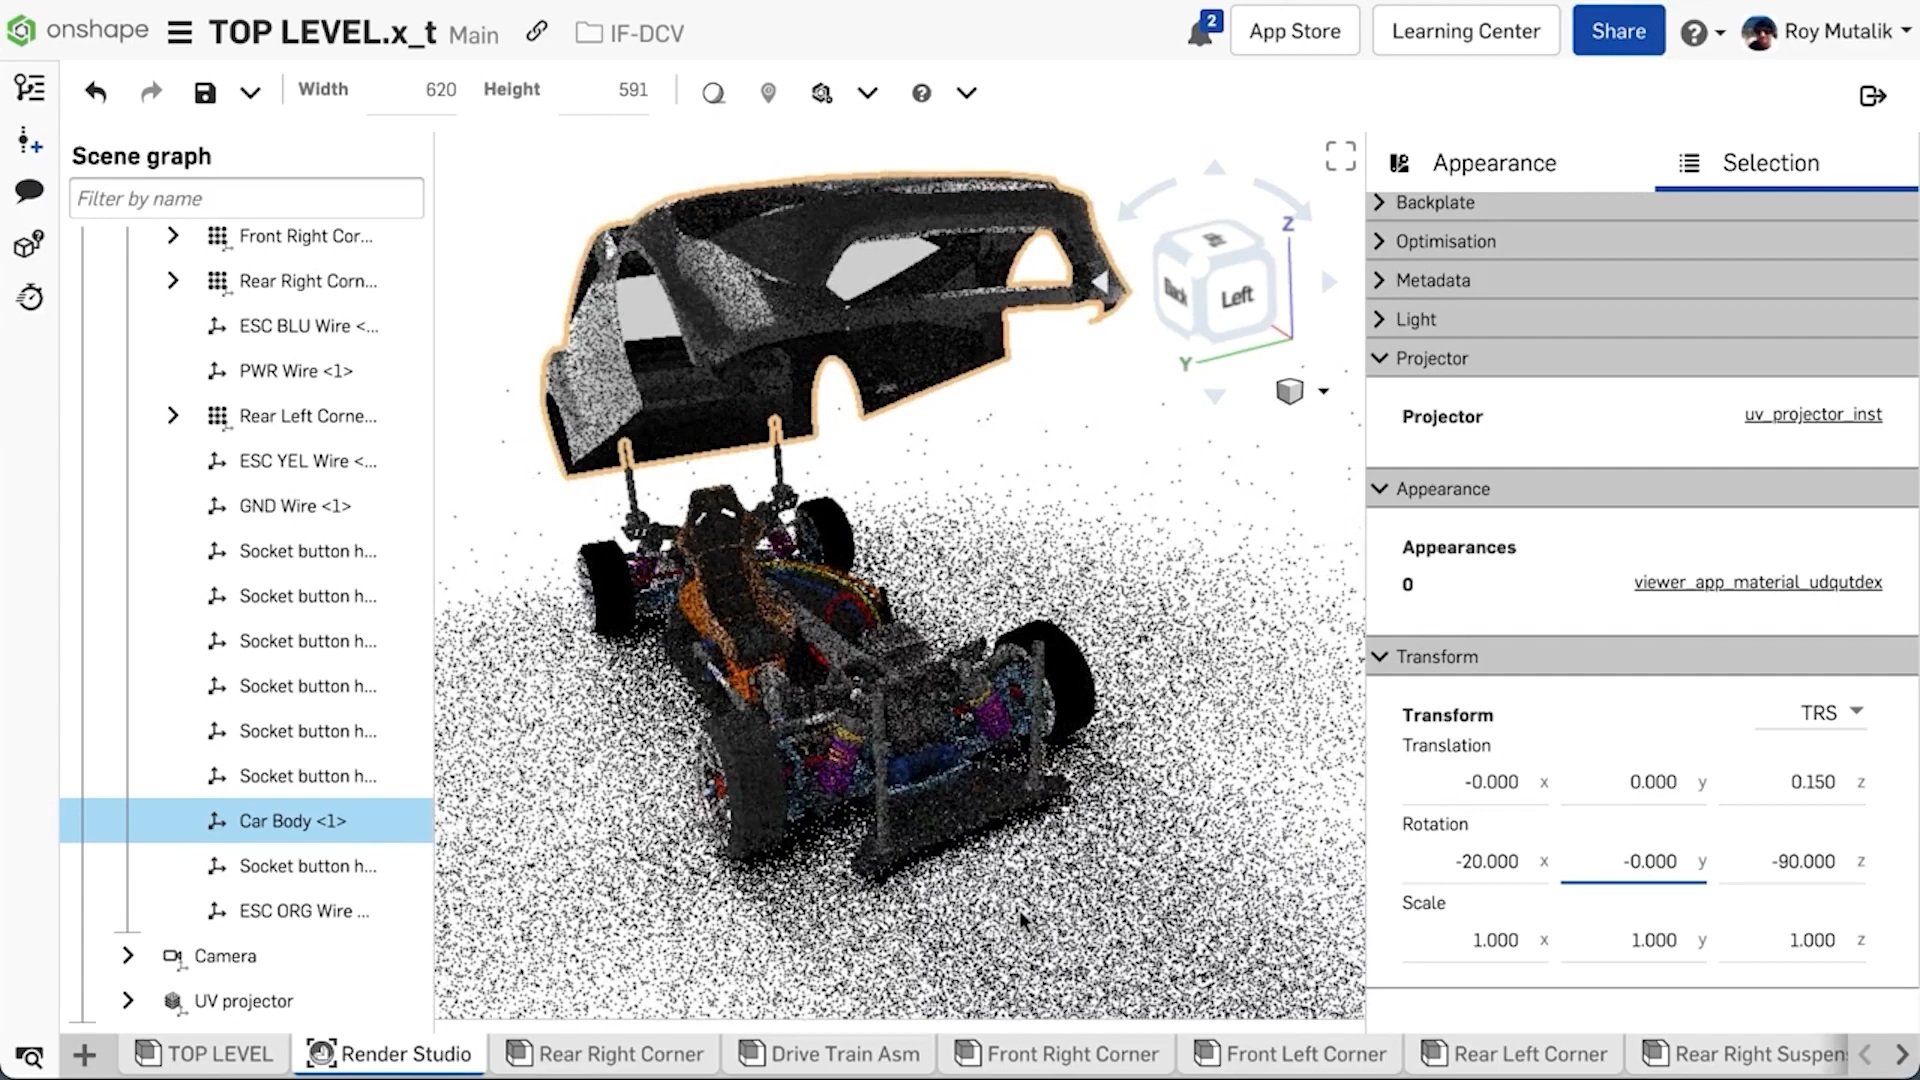 onshape TOP LEVEL.x_t Main IF-DCV 2 App Store Learning Center Share Roy Mutalik
Width 620 Height 591
Scene graph
Filter by name
Front Right Cor...
Rear Right Corn...
ESC BLU Wire <...
PWR Wire <1>
Rear Left Corne...
ESC YEL Wire <...
GND Wire <1>
Socket button h...
Socket button h...
Socket button h...
Socket button h...
Socket button h...
Socket button h...
Car Body <1>
Socket button h...
ESC ORG Wire ...
Camera
UV projector
Z
Back
Left
Y
Appearance Selection
Backplate
Optimisation
Metadata
Light
Projector
Projector uv_projector_inst
Appearance
Appearances
0 viewer_app_material_udqutdex
Transform
Transform TRS
Translation
-0.000 x 0.000 y 0.150 z
Rotation
-20.000 x -0.000 y -90.000 z
Scale
1.000 x 1.000 y 1.000 z
TOP LEVEL Render Studio Rear Right Corner Drive Train Asm Front Right Corner Front Left Corner Rear Left Corner Rear Right Suspen